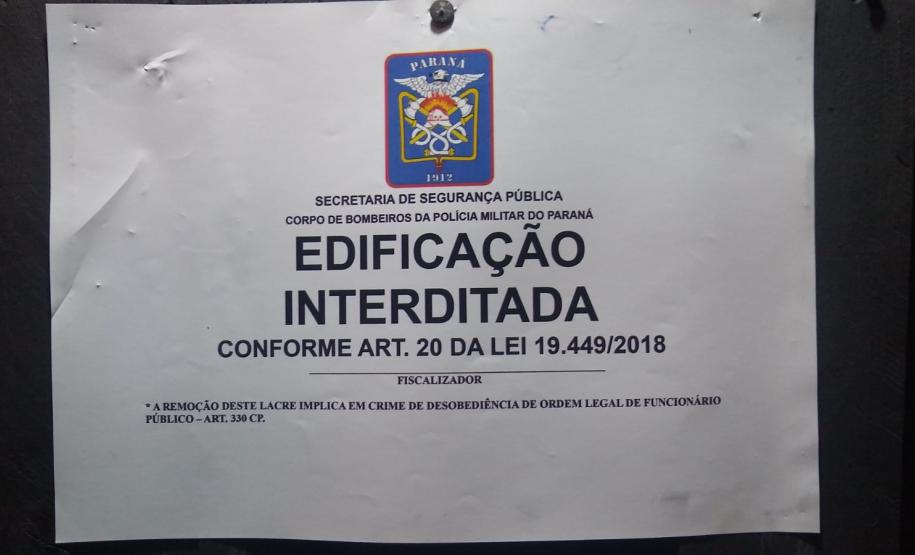 PARANÁ
1912
SECRETARIA DE SEGURANÇA PÚBLICA
CORPO DE BOMBEIROS DA POLÍCIA MILITAR DO PARANÁ
EDIFICAÇÃO
INTERDITADA
CONFORME ART. 20 DA LEI 19.449/2018
FISCALIZADOR
* A REMOÇÃO DESTE LACRE IMPLICA EM CRIME DE DESOBEDIÊNCIA DE ORDEM LEGAL DE FUNCIONÁRIO
PÚBLICO – ART. 330 CP.